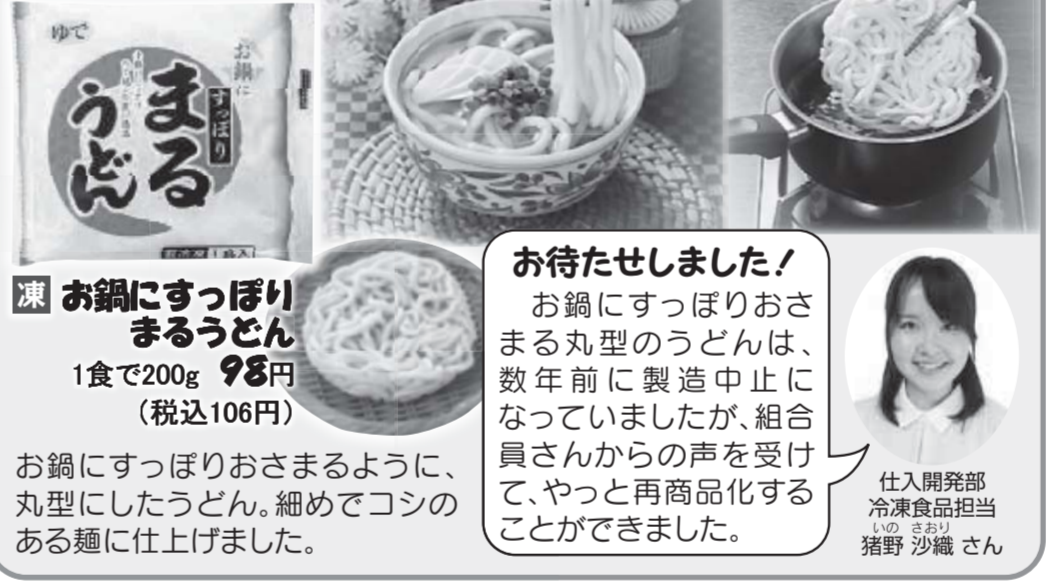 ゆで
お鍋に
すっぽり
まる
うどん
凍 お鍋にすっぽり
まるうどん
1食で200g 98円
(税込106円)
お鍋にすっぽりおさまるように、
丸型にしたうどん。細めでコシの
ある麺に仕上げました。
お待たせしました!
お鍋にすっぽりおさ
まる丸型のうどんは、
数年前に製造中止に
なっていましたが、組合
員さんからの声を受け
て、やっと再商品化する
ことができました。
仕入開発部
冷凍食品担当
いの さおり
猪野 沙織 さん